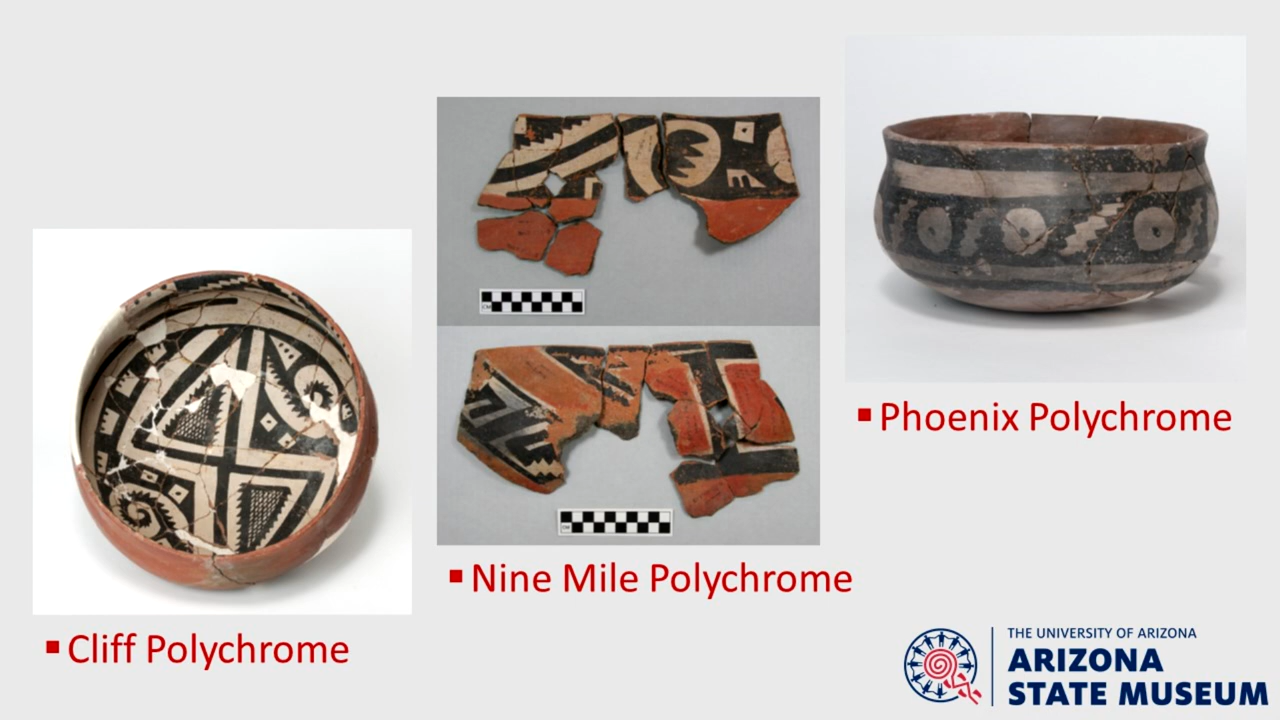 ▪ Cliff Polychrome
▪ Nine Mile Polychrome
▪ Phoenix Polychrome
THE UNIVERSITY OF ARIZONA
ARIZONA
STATE MUSEUM